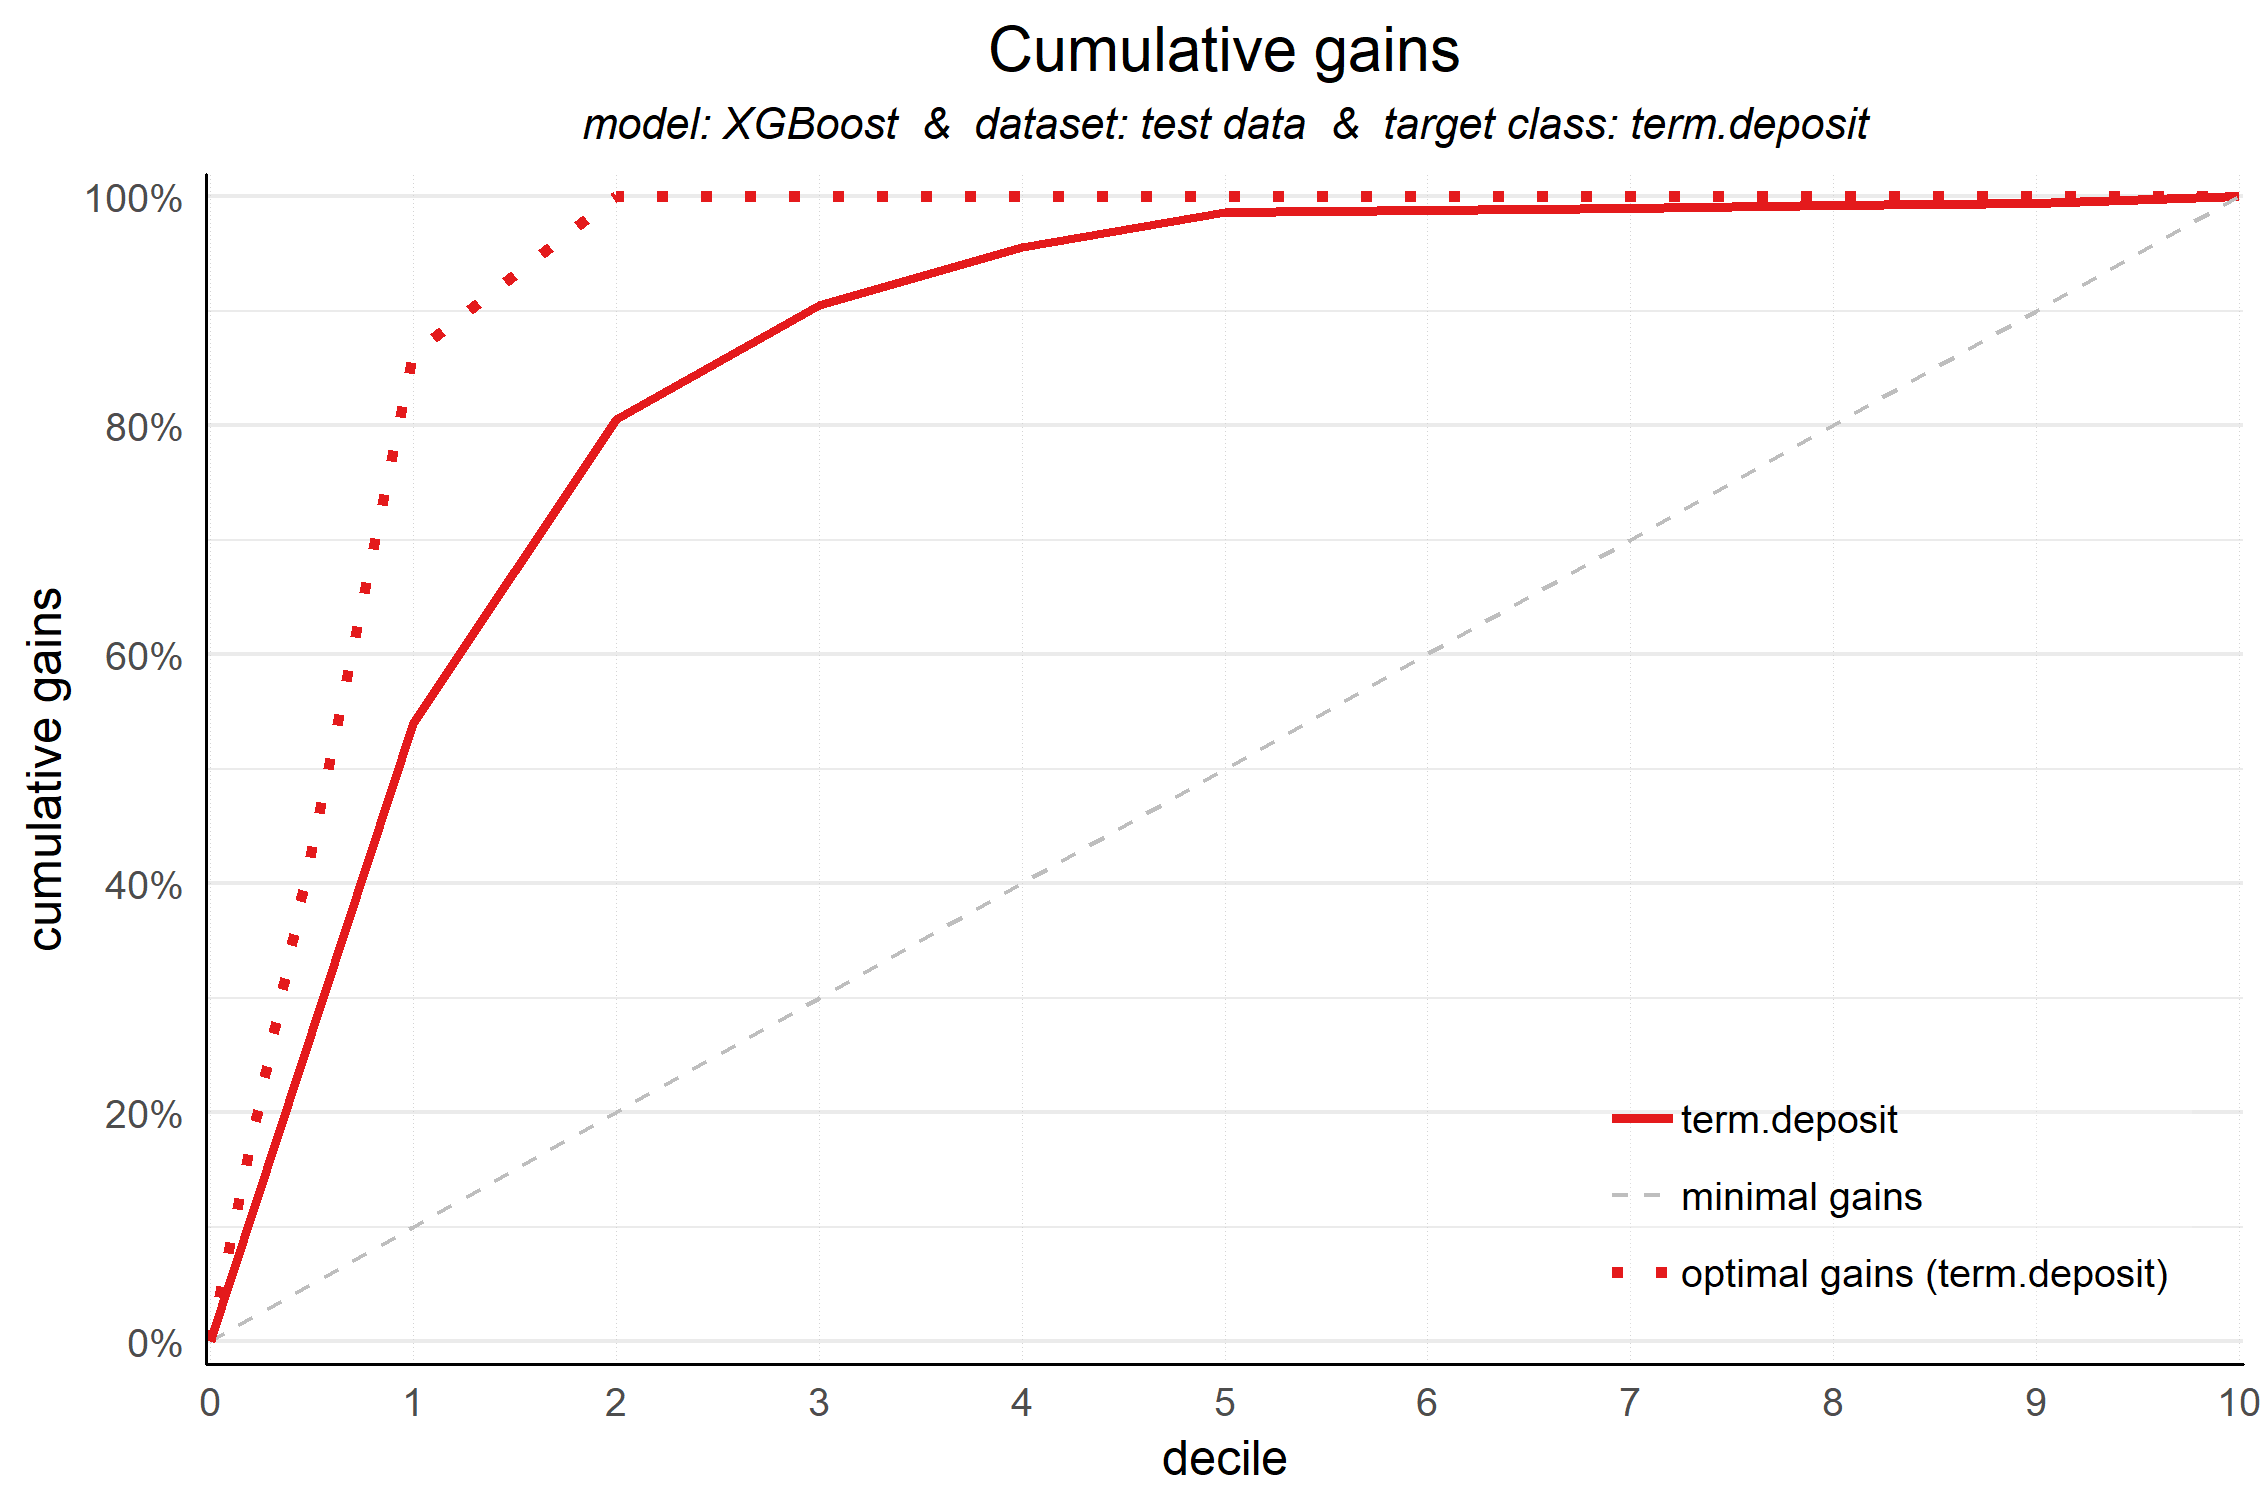 Cumulative gains
model: XGBoost & dataset: test data & target class: term.deposit
cumulative gains
100%
80%
60%
40%
20%
0%
term.deposit
minimal gains
optimal gains (term.deposit)
0 1 2 3 4 5 6 7 8 9 10
decile